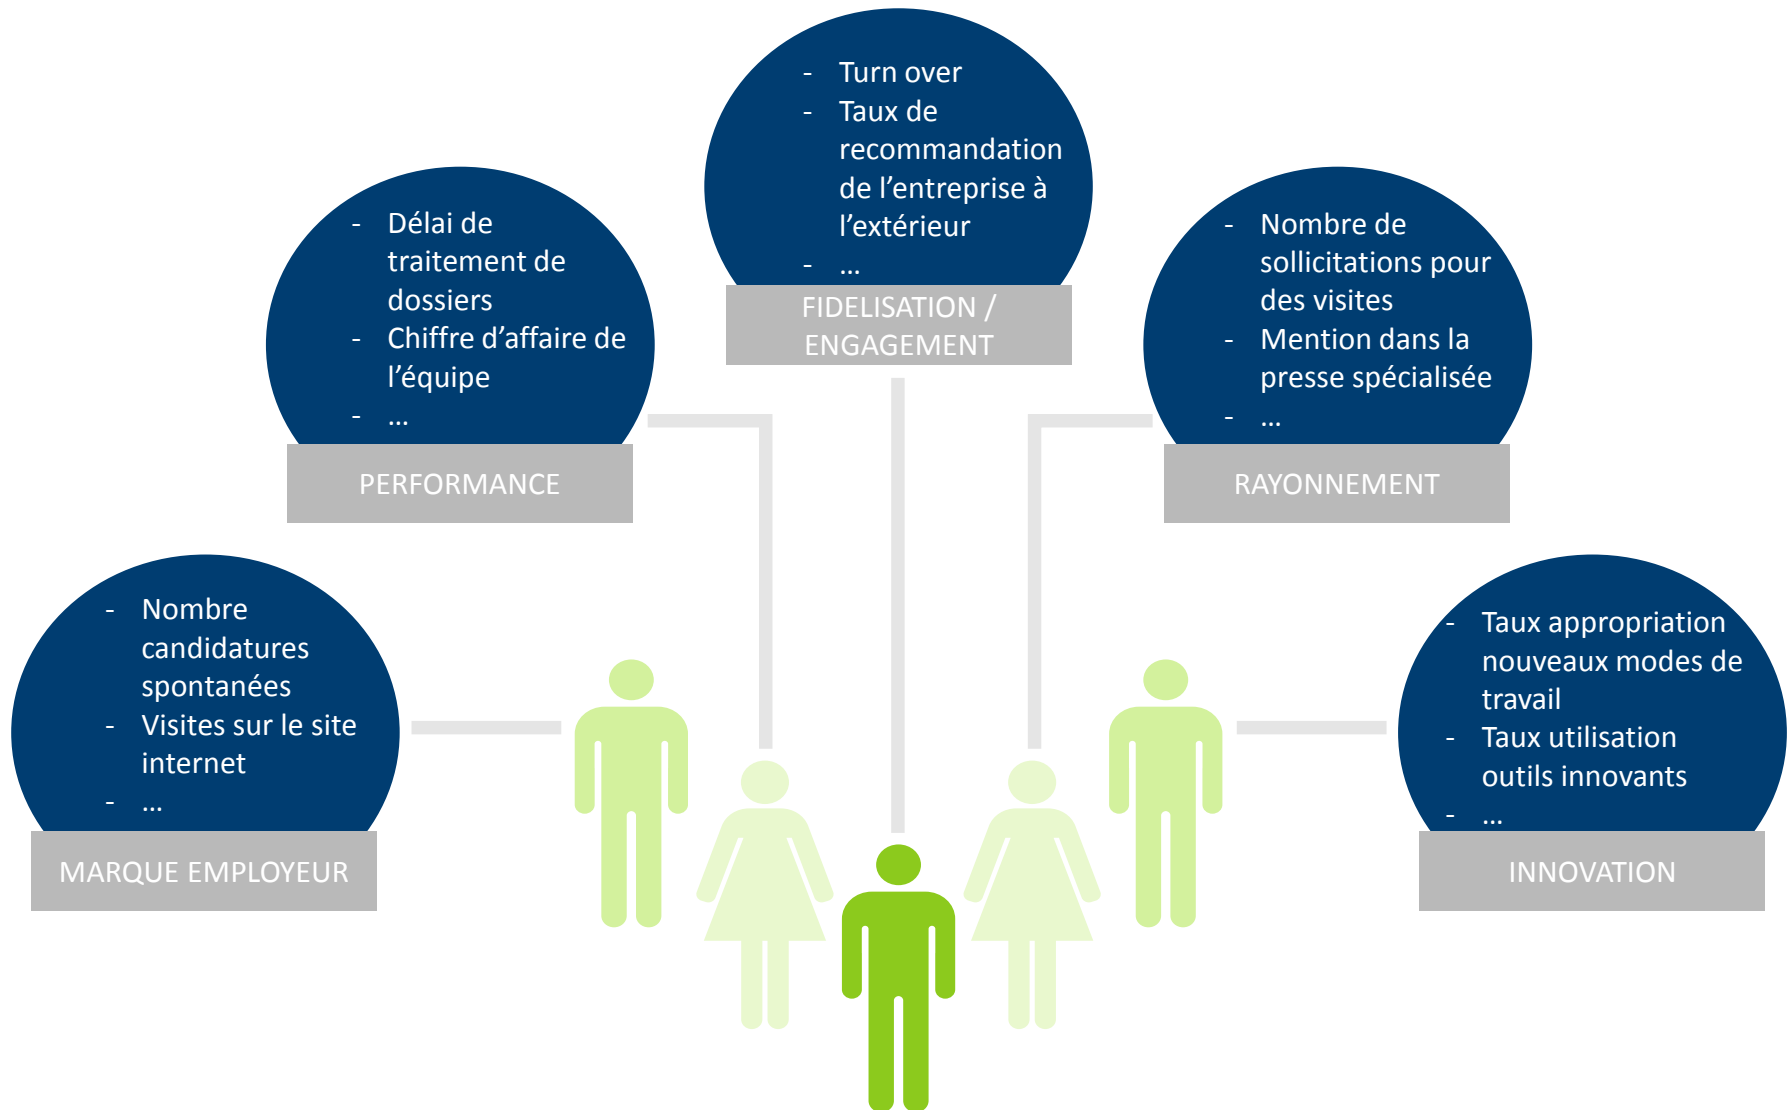 - Turn over
- Taux de
recommandation
de l’entreprise à
l’extérieur
- ...
FIDELISATION /
ENGAGEMENT
- Délai de
traitement de
dossiers
- Chiffre d’affaire de
l’équipe
- ...
PERFORMANCE
- Nombre de
sollicitations pour
des visites
- Mention dans la
presse spécialisée
- ...
RAYONNEMENT
- Nombre
candidatures
spontanées
- Visites sur le site
internet
- ...
MARQUE EMPLOYEUR
- Taux appropriation
nouveaux modes de
travail
- Taux utilisation
outils innovants
- ...
INNOVATION